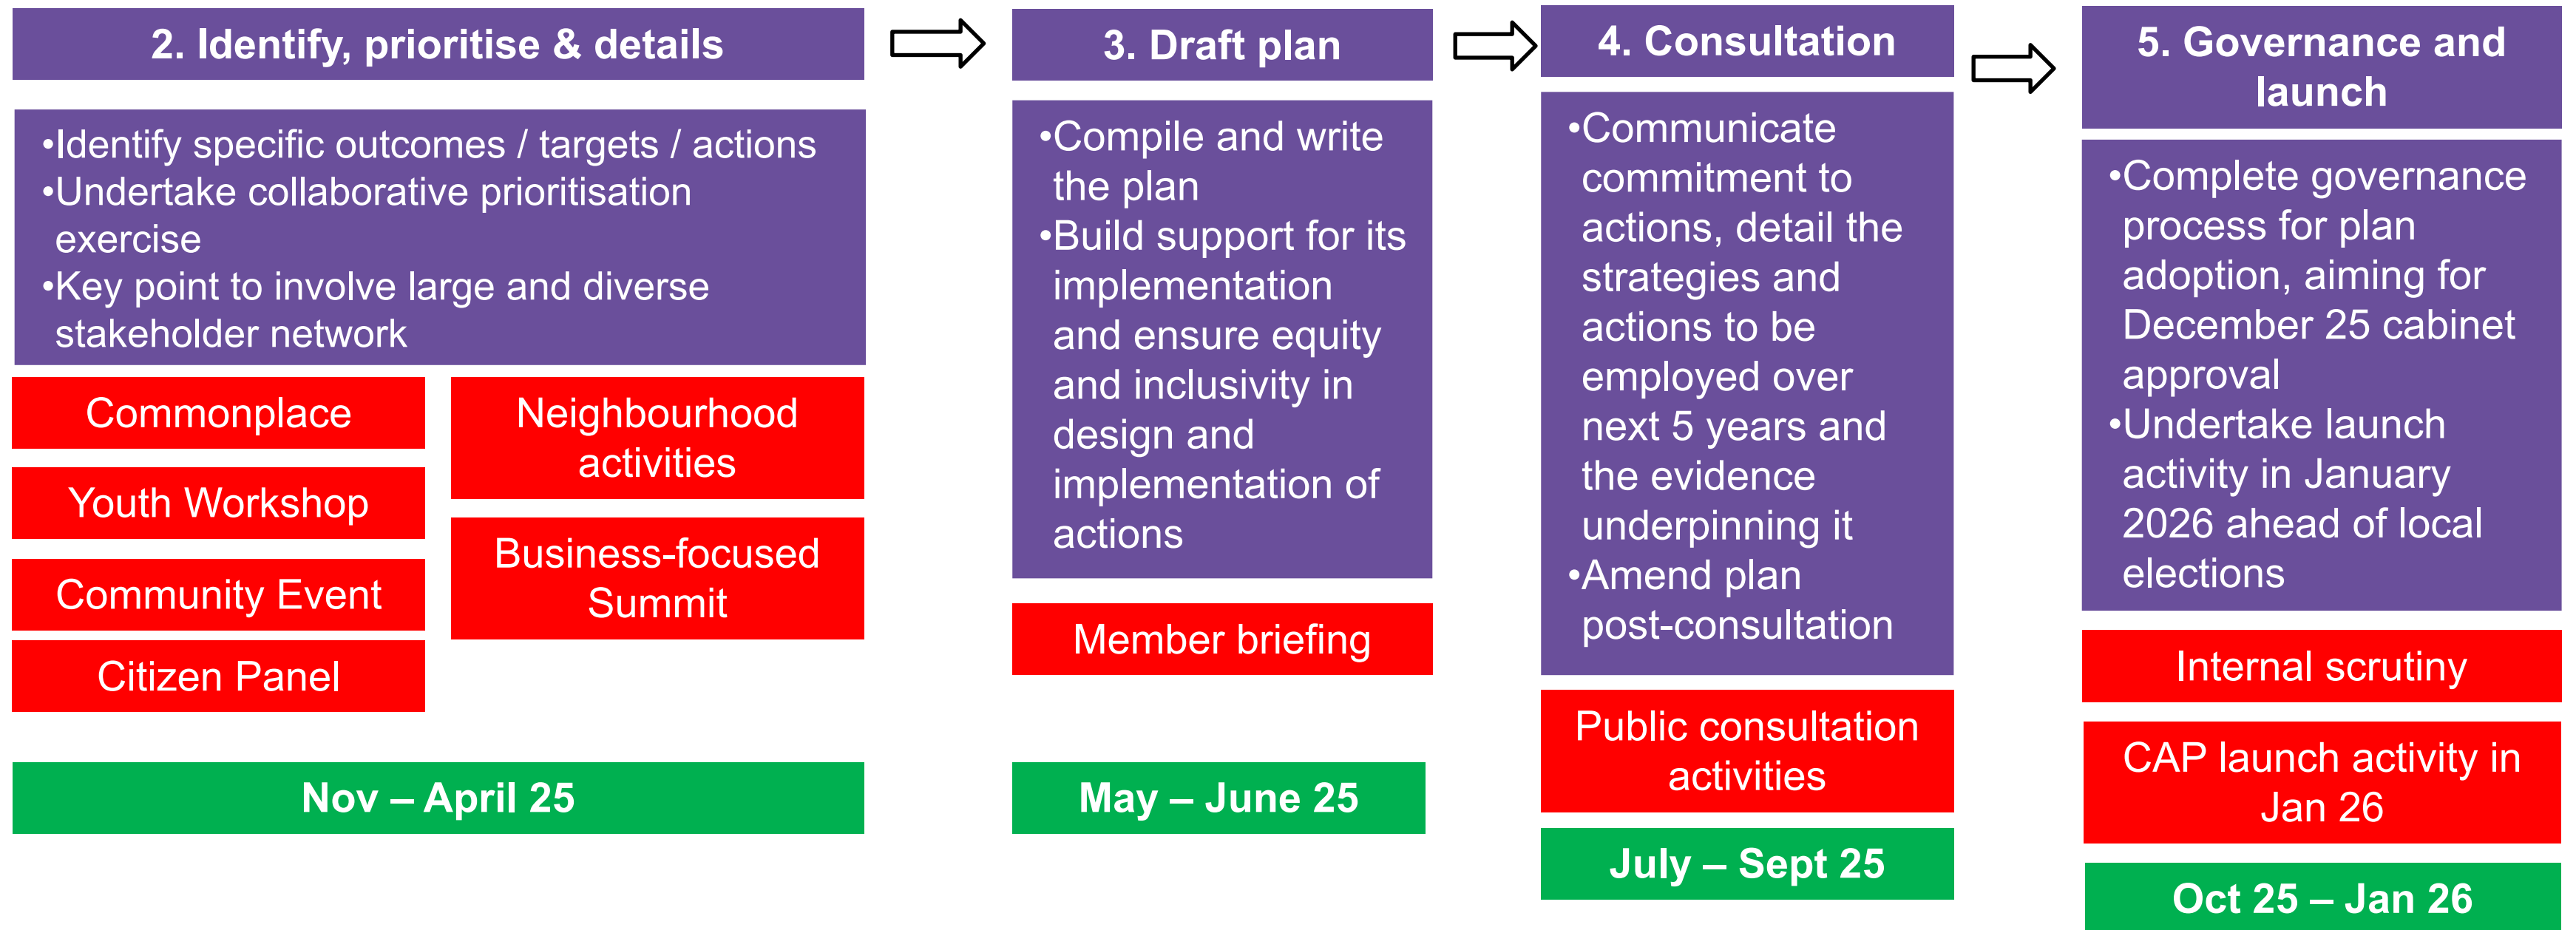 2. Identify, prioritise & details
•Identify specific outcomes / targets / actions
•Undertake collaborative prioritisation
exercise
•Key point to involve large and diverse
stakeholder network
Commonplace
Youth Workshop
Community Event
Citizen Panel
Neighbourhood
activities
Business-focused
Summit
Nov – April 25
3. Draft plan
•Compile and write
the plan
•Build support for its
implementation
and ensure equity
and inclusivity in
design and
implementation of
actions
Member briefing
May – June 25
4. Consultation
•Communicate
commitment to
actions, detail the
strategies and
actions to be
employed over
next 5 years and
the evidence
underpinning it
•Amend plan
post-consultation
Public consultation
activities
July – Sept 25
5. Governance and
launch
•Complete governance
process for plan
adoption, aiming for
December 25 cabinet
approval
•Undertake launch
activity in January
2026 ahead of local
elections
Internal scrutiny
CAP launch activity in
Jan 26
Oct 25 – Jan 26